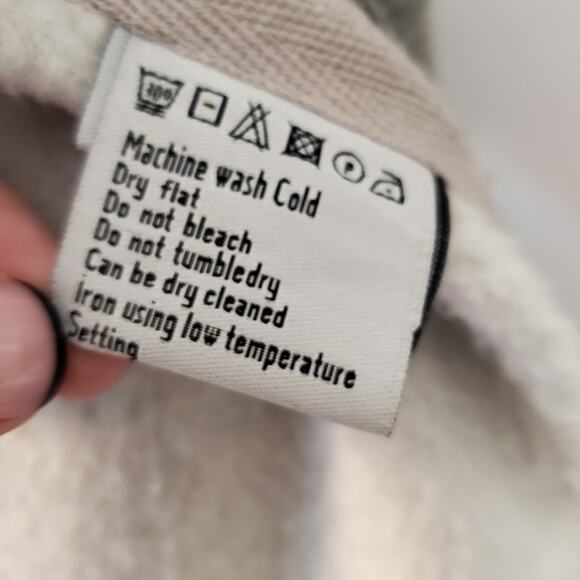 Machine wash Cold
Dry flat
Do not bleach
Do not tumbledry
Can be dry cleaned
Iron using low temperature
Setting